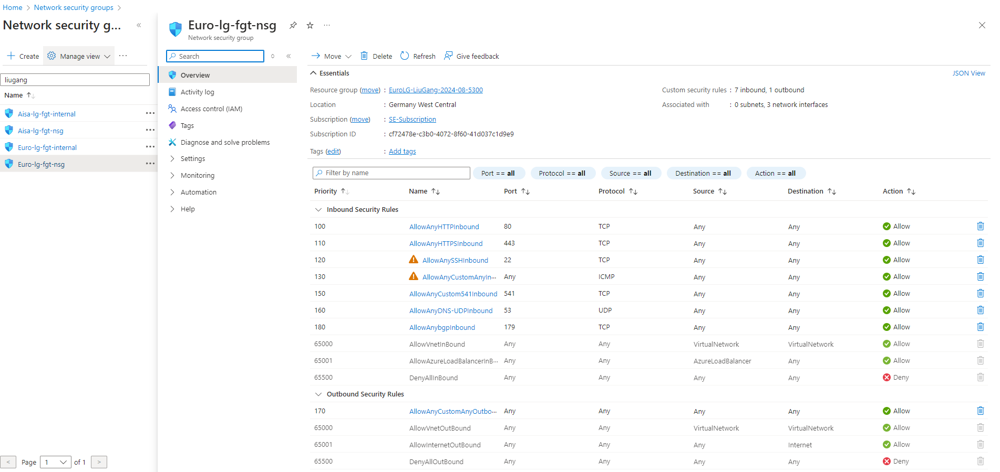 Home > Network security groups >
Network security g... «
Create Manage view ...
liugang
Name ↑↓
Aisa-lg-fgt-internal ...
Aisa-lg-fgt-nsg ...
Euro-lg-fgt-internal ...
Euro-lg-fgt-nsg ...
< Page 1 of 1 >
Euro-lg-fgt-nsg ...
Network security group
Search «
Overview
Activity log
Access control (IAM)
Tags
Diagnose and solve problems
Settings
Monitoring
Automation
Help
Move Delete Refresh Give feedback
Essentials JSON View
Resource group (move) : EuroLG-LiuGang-2024-08-5300 Custom security rules : 7 inbound, 1 outbound
Location : Germany West Central Associated with : 0 subnets, 3 network interfaces
Subscription (move) : SE-Subscription
Subscription ID : cf72478e-c3b0-4072-8f60-41d037c1d9e9
Tags (edit) : Add tags
Filter by name Port == all Protocol == all Source == all Destination == all Action == all
Priority ↑↓ Name ↑↓ Port ↑↓ Protocol ↑↓ Source ↑↓ Destination ↑↓ Action ↑↓
Inbound Security Rules
100 AllowAnyHTTPInbound 80 TCP Any Any Allow
110 AllowAnyHTTPSInbound 443 TCP Any Any Allow
120 AllowAnySSHInbound 22 TCP Any Any Allow
130 AllowAnyCustomAnyIn... Any ICMP Any Any Allow
150 AllowAnyCustom541Inbound 541 TCP Any Any Allow
160 AllowAnyDNS-UDPInbound 53 UDP Any Any Allow
180 AllowAnybgpInbound 179 TCP Any Any Allow
65000 AllowVnetInBound Any Any VirtualNetwork VirtualNetwork Allow
65001 AllowAzureLoadBalancerInB... Any Any AzureLoadBalancer Any Allow
65500 DenyAllInBound Any Any Any Any Deny
Outbound Security Rules
170 AllowAnyCustomAnyOutbo... Any Any Any Any Allow
65000 AllowVnetOutBound Any Any VirtualNetwork VirtualNetwork Allow
65001 AllowInternetOutBound Any Any Any Internet Allow
65500 DenyAllOutBound Any Any Any Any Deny